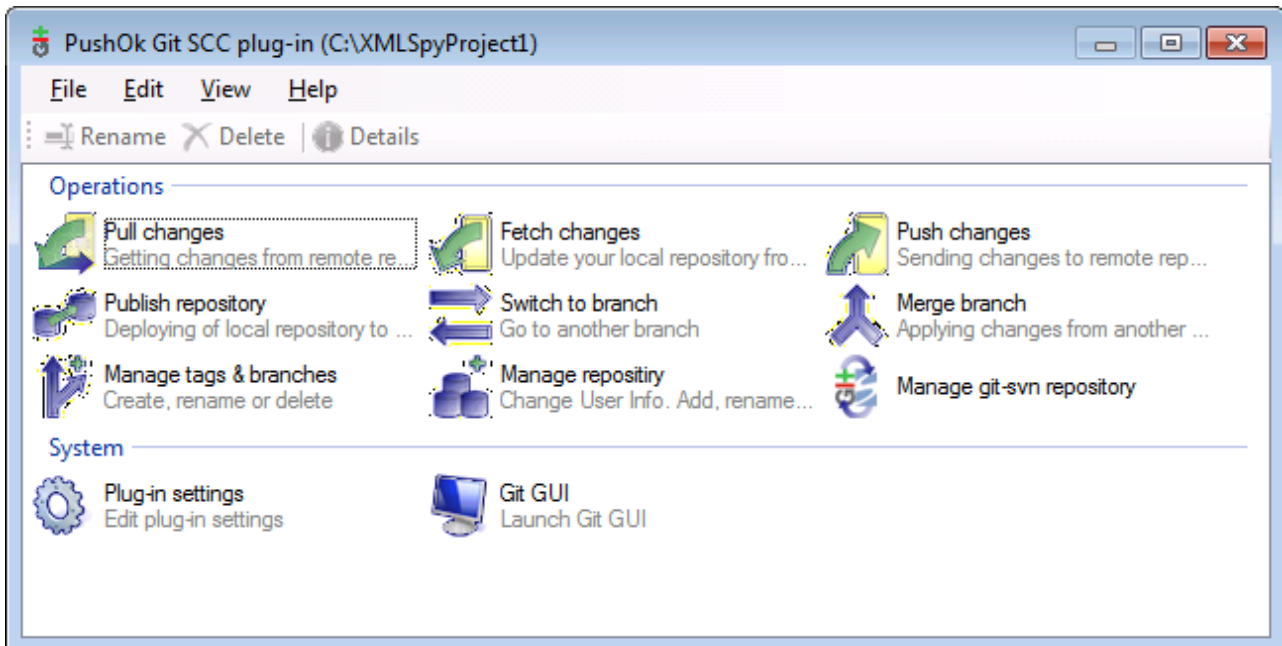 PushOk Git SCC plug-in (C:\XMLSpyProject1)
File Edit View Help
Rename Delete Details
Operations
Pull changes
Getting changes from remote re...
Fetch changes
Update your local repository fro...
Push changes
Sending changes to remote rep...
Publish repository
Deploying of local repository to ...
Switch to branch
Go to another branch
Merge branch
Applying changes from another ...
Manage tags & branches
Create, rename or delete
Manage repositiry
Change User Info. Add, rename...
Manage git-svn repository
System
Plug-in settings
Edit plug-in settings
Git GUI
Launch Git GUI